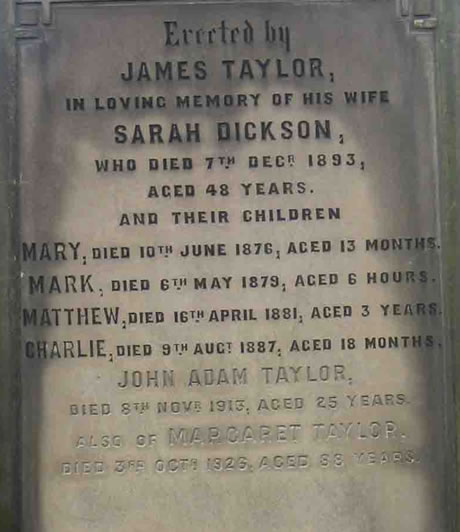 Erected by
JAMES TAYLOR,
IN LOVING MEMORY OF HIS WIFE
SARAH DICKSON,
WHO DIED 7TH DECR 1893,
AGED 48 YEARS.
AND THEIR CHILDREN
MARY, DIED 10TH JUNE 1876, AGED 13 MONTHS.
MARK, DIED 6TH MAY 1879, AGED 6 HOURS.
MATTHEW, DIED 16TH APRIL 1881, AGED 3 YEARS.
CHARLIE, DIED 9TH AUGT 1887, AGED 18 MONTHS.
JOHN ADAM TAYLOR,
DIED 8TH NOVR 1913, AGED 25 YEARS.
ALSO OF MARGARET TAYLOR.
DIED 3RD OCTR 1926, AGED YEARS.